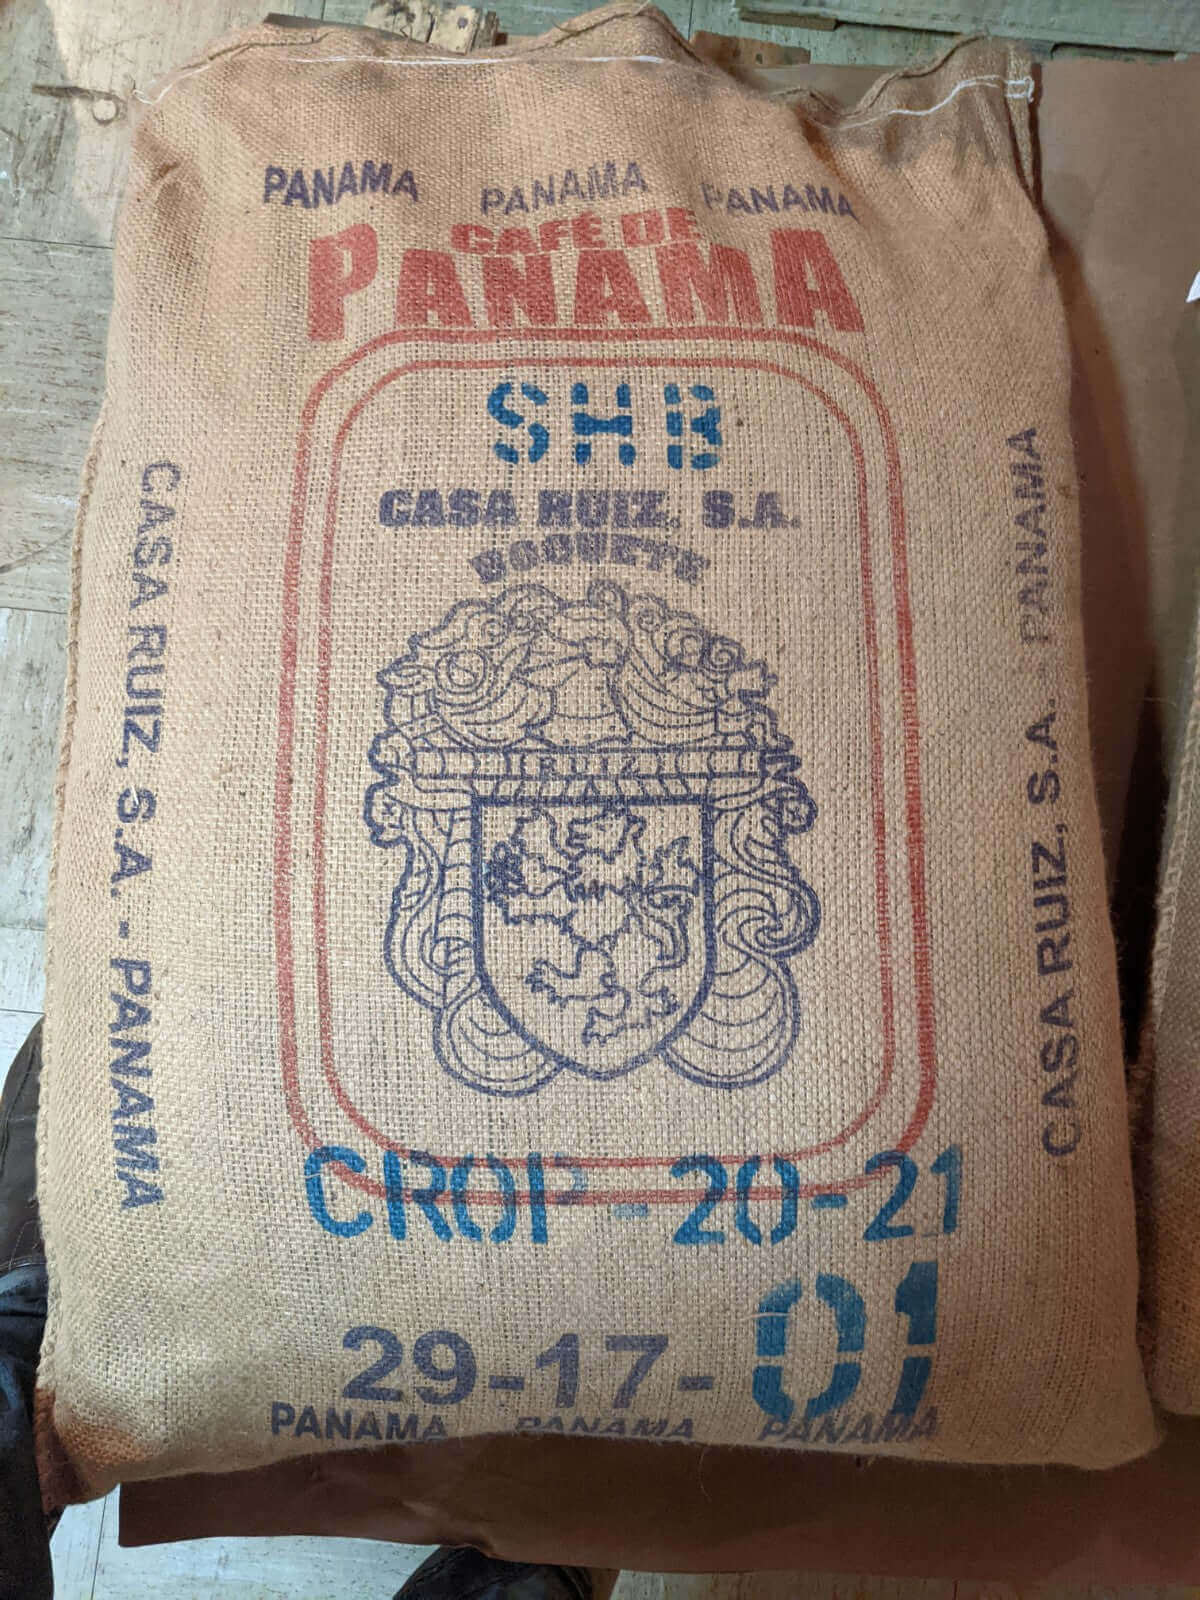 PANAMA PANAMA PANAMA
CAFÉ DE
PANAMA
SHB
CASA RUIZ, S.A.
BOQUETE
RUIZ
CASA RUIZ, S.A. - PANAMA
CASA RUIZ, S.A. - PANAMA
CROP - 20-21
29-17-01
PANAMA PANAMA PANAMA